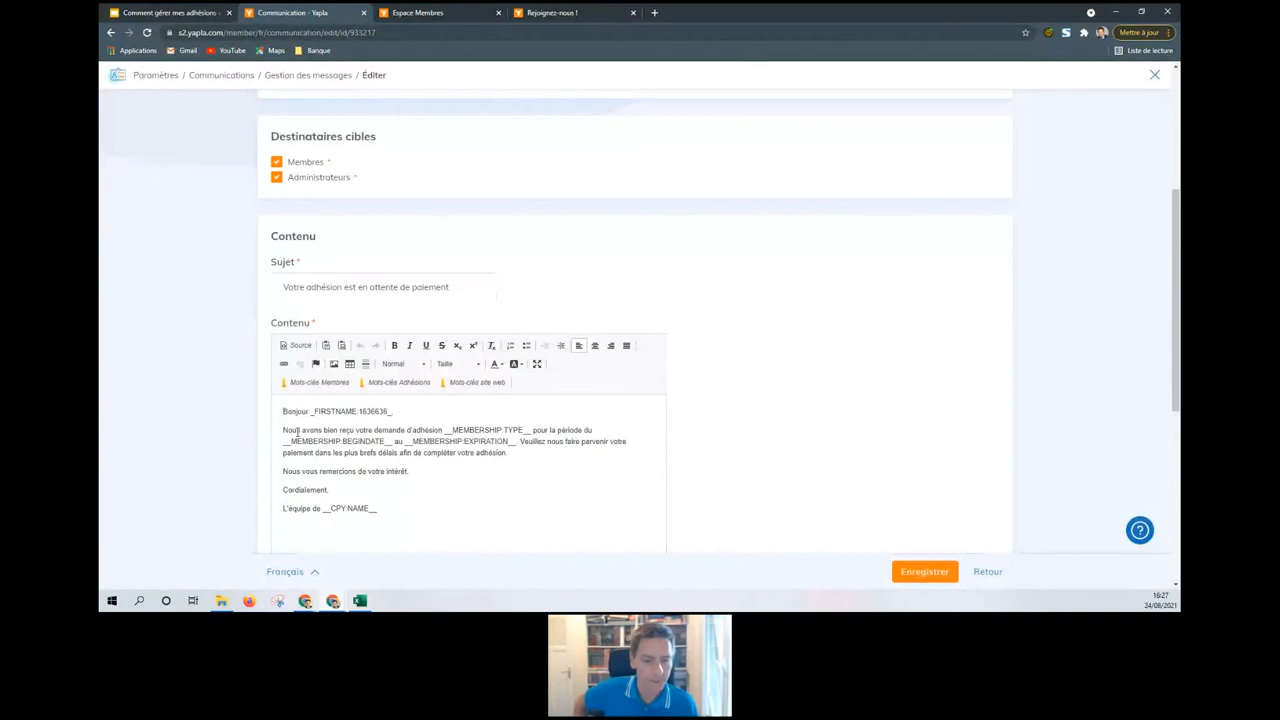 Comment gérer mes adhésions
Communication - Yapla
Espace Membres
Rejoignez-nous !
s2.yapla.com/member/fr/communication/edit/id/933217
Mettre à jour
Applications
Gmail
YouTube
Maps
Banque
Liste de lecture
Paramètres / Communications / Gestion des messages / Éditer
Destinataires cibles
Membres *
Administrateurs *
Contenu
Sujet *
Votre adhésion est en attente de paiement
Contenu *
Source
Normal
Taille
Mots-clés Membres
Mots-clés Adhésions
Mots-clés site web
Bonjour _FIRSTNAME.1636636_,
Nous avons bien reçu votre demande d'adhésion __MEMBERSHIP:TYPE__ pour la période du
__MEMBERSHIP:BEGINDATE__ au __MEMBERSHIP:EXPIRATION__. Veuillez nous faire parvenir votre
paiement dans les plus brefs délais afin de compléter votre adhésion.
Nous vous remercions de votre intérêt.
Cordialement,
L'équipe de __CPY:NAME__
Français
Enregistrer
Retour
16:27
24/08/2021